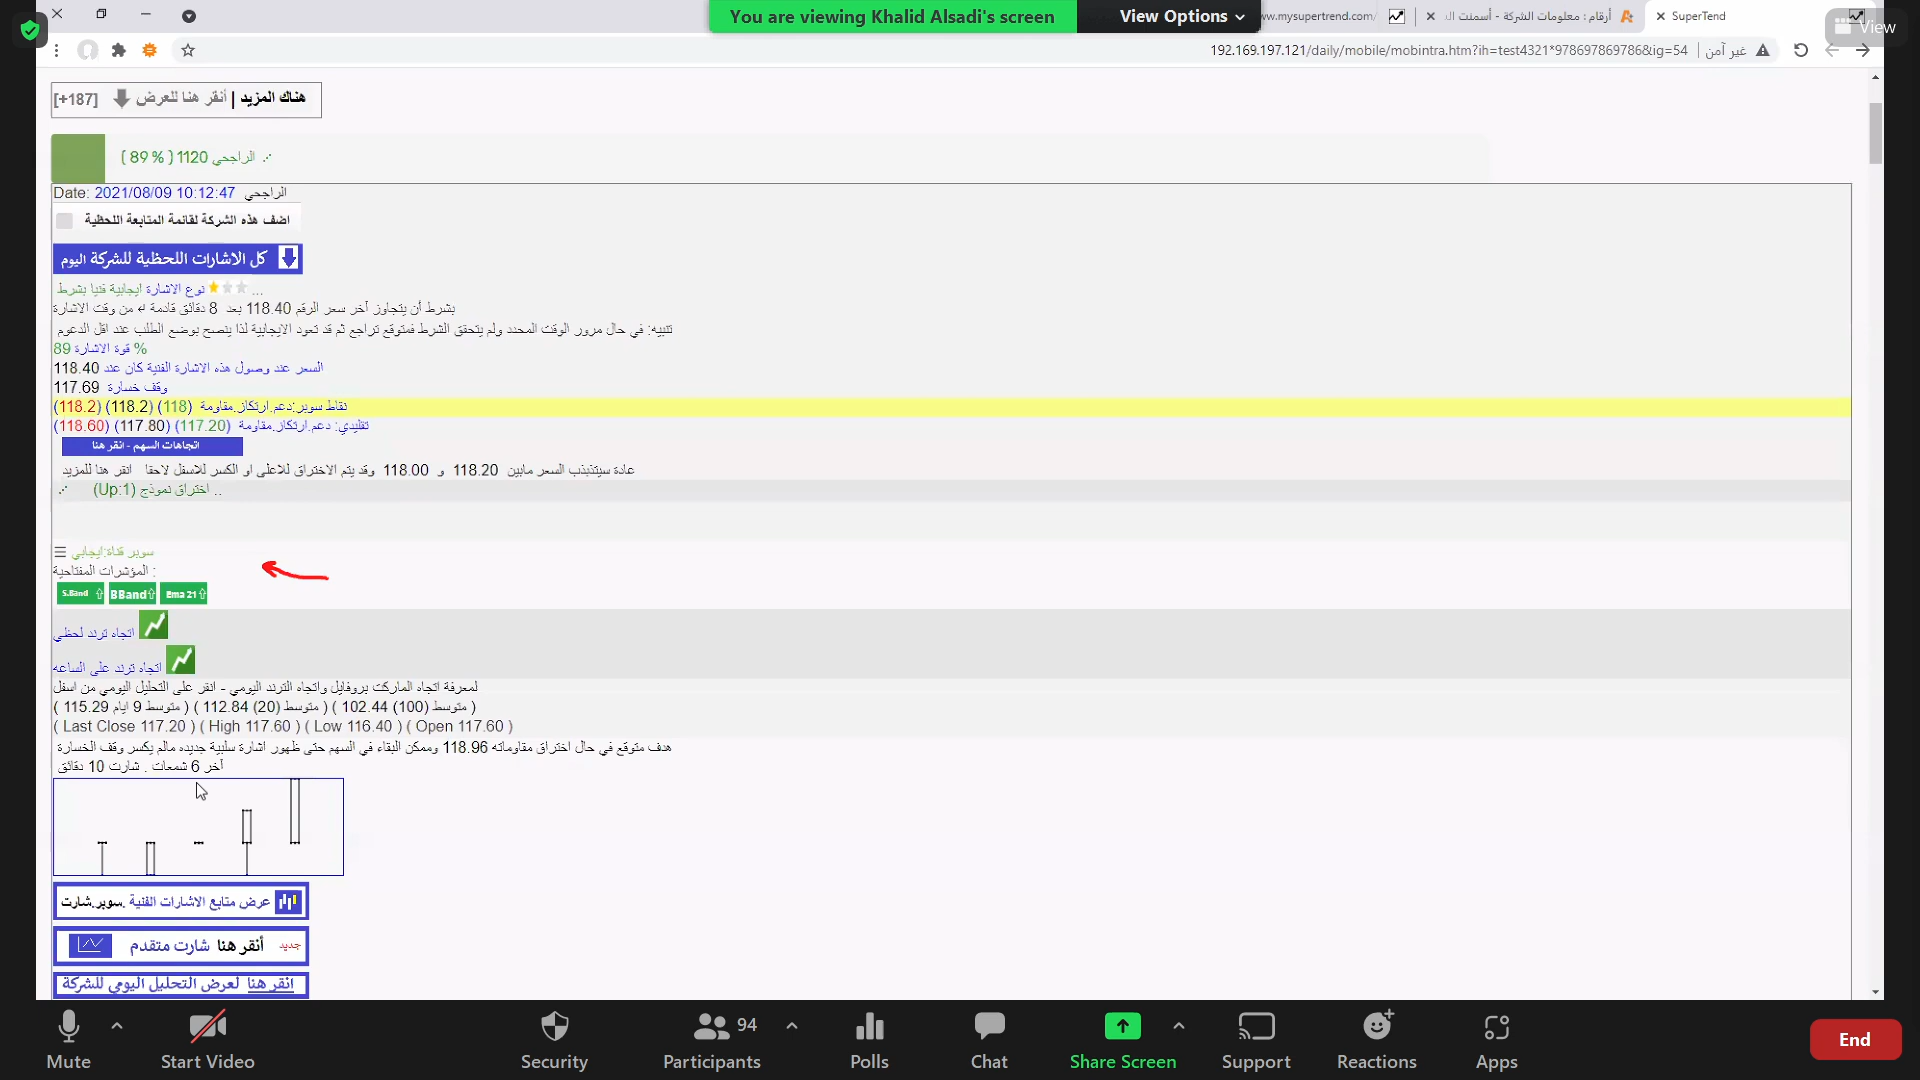 You are viewing Khalid Alsadi's screen
View Options
ww.mysupertrend.com/
أرقام : معلومات الشركة - أسمنت الـ
SuperTend
View
192.169.197.121/daily/mobile/mobintra.htm?ih=test4321*978697869786&ig=54
غير آمن
هناك المزيد | أنقر هنا للعرض [+187]
الراجحي 1120 ( 89 % )
Date: 2021/08/09 10:12:47 الراجحي
اضف هذه الشركة لقائمة المتابعة اللحظية
كل الاشارات اللحظية للشركة اليوم
نوع الاشارة ايجابية فنيا بشرط ...
بشرط أن يتجاوز آخر سعر الرقم 118.40 بعد 8 دقائق قادمة من وقت الاشارة
تنبيه: في حال مرور الوقت المحدد ولم يتحقق الشرط فمتوقع تراجع ثم قد تعود الايجابية لذا ينصح بوضع الطلب عند اقل الدعوم
قوة الاشارة 89 %
السعر عند وصول هذه الاشارة الفنية كان عند 118.40
وقف خسارة 117.69
نقاط سوبر:دعم.ارتكاز.مقاومة (118) (118.2) (118.2)
تقليدي: دعم.ارتكاز.مقاومة (117.20) (117.80) (118.60)
اتجاهات السهم - انقر هنا
عادة سيتذبذب السعر مابين 118.20 و 118.00 وقد يتم الاختراق للاعلى او الكسر للاسفل لاحقا انقر هنا للمزيد
.. اختراق نموذج (Up:1)
سوبر قناة:ايجابي
المؤشرات المفتاحية :
S.Band BBand Ema 21
اتجاه ترند لحظي
اتجاه ترند على الساعه
لمعرفة اتجاه الماركت بروفايل واتجاه الترند اليومي - انقر على التحليل اليومي من اسفل
( متوسط 9 ايام 115.29 ) ( متوسط (20) 112.84 ) ( متوسط (100) 102.44 )
( Last Close 117.20 ) ( High 117.60 ) ( Low 116.40 ) ( Open 117.60 )
هدف متوقع في حال اختراق مقاوماته 118.96 وممكن البقاء في السهم حتى ظهور اشارة سلبية جديده مالم يكسر وقف الخسارة
آخر 6 شمعات . شارت 10 دقائق
عرض متابع الاشارات الفنية .سوبر.شارت
جديد أنقر هنا شارت متقدم
انقر هنا لعرض التحليل اليومي للشركة
Mute
Start Video
Security
94
Participants
Polls
Chat
Share Screen
Support
Reactions
Apps
End